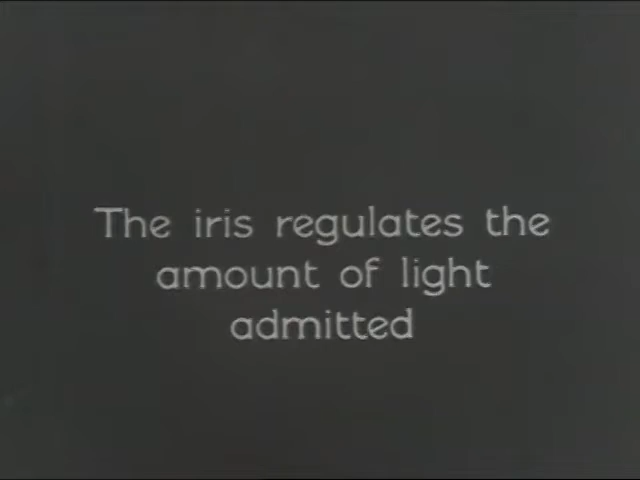 The iris regulates the
amount of light
admitted